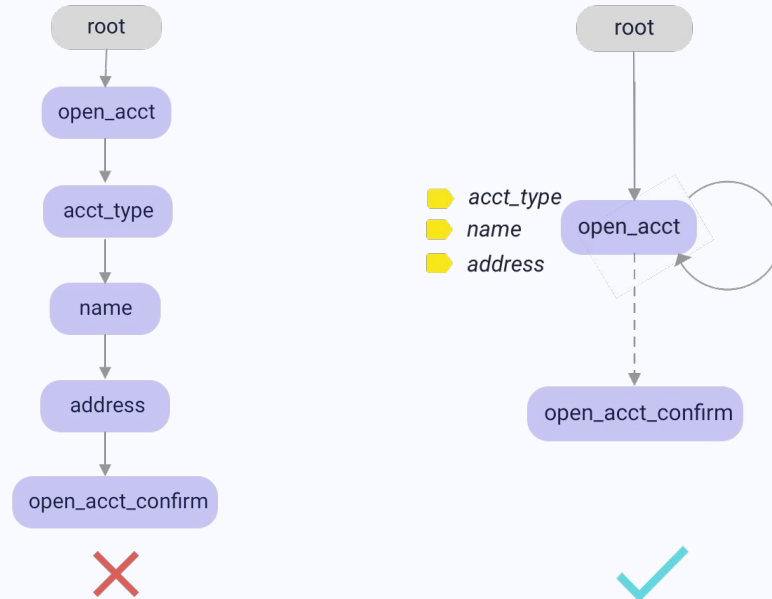 root
open_acct
acct_type
name
address
open_acct_confirm
root
acct_type
name
address
open_acct
open_acct_confirm